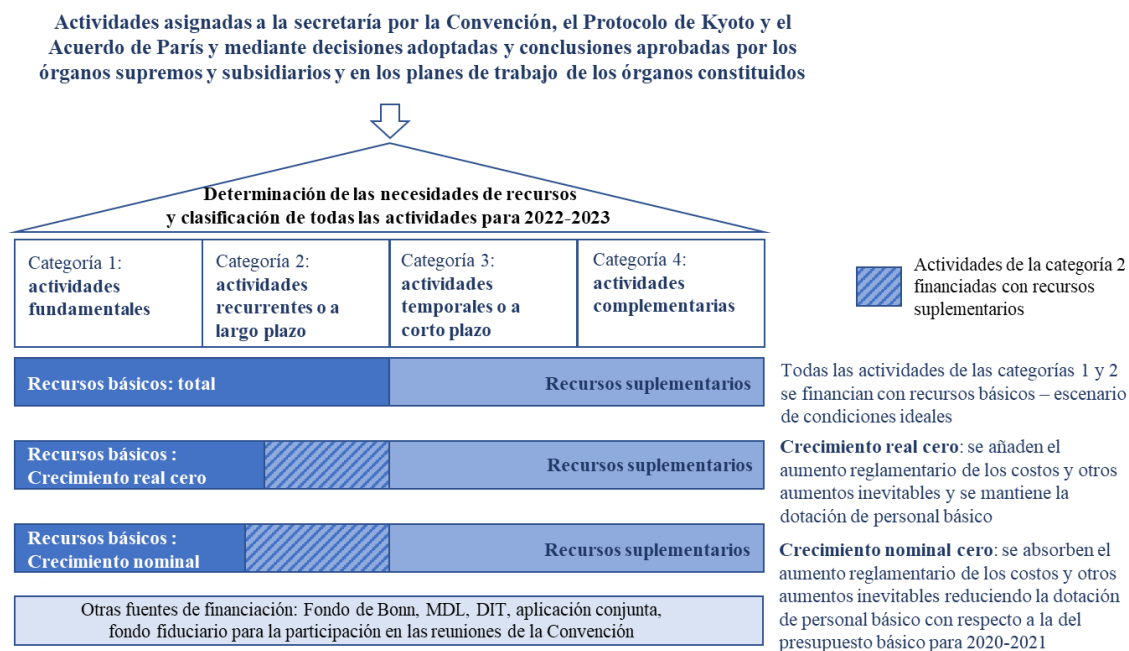 Actividades asignadas a la secretaría por la Convención, el Protocolo de Kyoto y el
Acuerdo de París y mediante decisiones adoptadas y conclusiones aprobadas por los
órganos supremos y subsidiarios y en los planes de trabajo de los órganos constituidos
Determinación de las necesidades de recursos
y clasificación de todas las actividades para 2022-2023
Categoría 1:
actividades
fundamentales
Categoría 2:
actividades
recurrentes o a
largo plazo
Categoría 3:
actividades
temporales o a
corto plazo
Categoría 4:
actividades
complementarias
Actividades de la categoría 2
financiadas con recursos
suplementarios
Recursos básicos: total
Recursos suplementarios
Todas las actividades de las categorías 1 y 2
se financian con recursos básicos – escenario
de condiciones ideales
Recursos básicos :
Crecimiento real cero
Recursos suplementarios
Crecimiento real cero: se añaden el
aumento reglamentario de los costos y otros
aumentos inevitables y se mantiene la
dotación de personal básico
Recursos básicos :
Crecimiento nominal
Recursos suplementarios
Crecimiento nominal cero: se absorben el
aumento reglamentario de los costos y otros
aumentos inevitables reduciendo la dotación
de personal básico con respecto a la del
presupuesto básico para 2020-2021
Otras fuentes de financiación: Fondo de Bonn, MDL, DIT, aplicación conjunta,
fondo fiduciario para la participación en las reuniones de la Convención